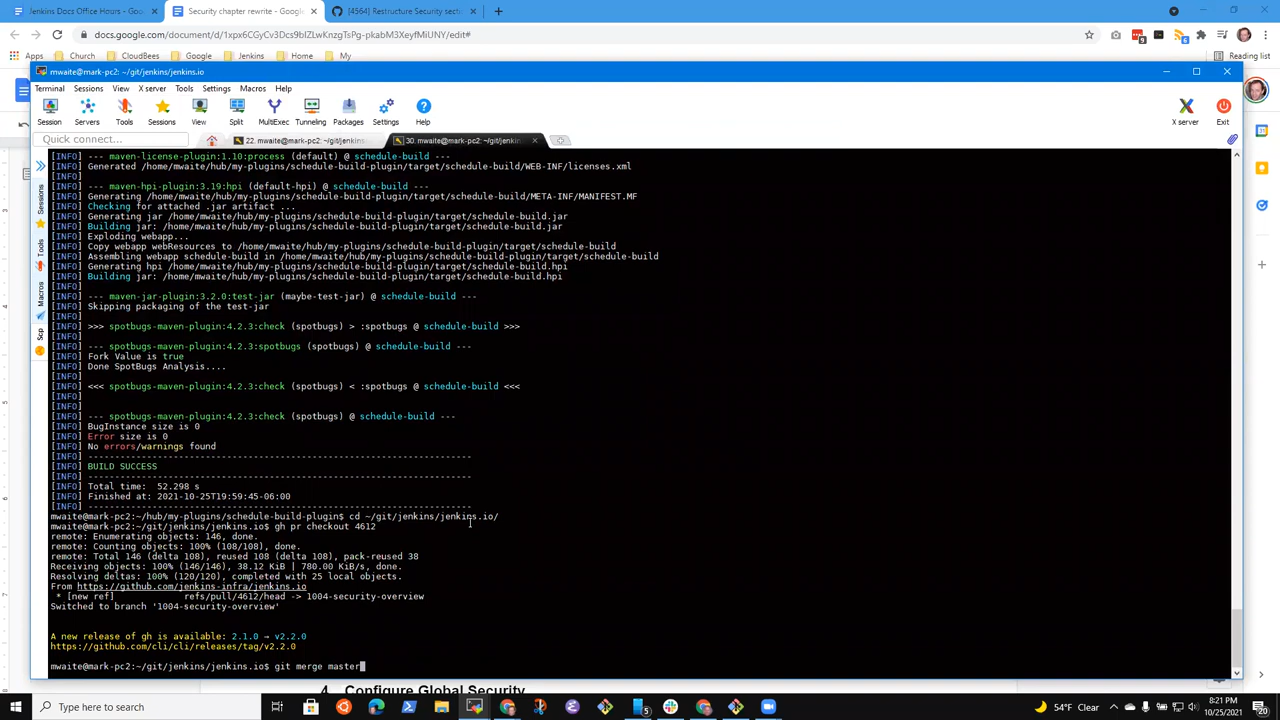 Jenkins Docs Office Hours - Goo
Security chapter rewrite - Google
[4564] Restructure Security sect
docs.google.com/document/d/1xpx6CGyCv3Dcs9bIZLwKnzgTsPg-pkabM3XeyfMiUNY/edit#
Apps
Church
CloudBees
Google
Jenkins
Home
My
Reading list
mwaite@mark-pc2: ~/git/jenkins/jenkins.io
Terminal Sessions View X server Tools Settings Macros Help
Session Servers Tools Sessions View Split MultiExec Tunneling Packages Settings Help X server Exit
Quick connect...
22. mwaite@mark-pc2: ~/git/jenkins
30. mwaite@mark-pc2: ~/git/jenkin
Sessions
Tools
Macros
Scp
[INFO] --- maven-license-plugin:1.10:process (default) @ schedule-build ---
[INFO] Generated /home/mwaite/hub/my-plugins/schedule-build-plugin/target/schedule-build/WEB-INF/licenses.xml
[INFO]
[INFO] --- maven-hpi-plugin:3.19:hpi (default-hpi) @ schedule-build ---
[INFO] Generating /home/mwaite/hub/my-plugins/schedule-build-plugin/target/schedule-build/META-INF/MANIFEST.MF
[INFO] Checking for attached .jar artifact ...
[INFO] Generating jar /home/mwaite/hub/my-plugins/schedule-build-plugin/target/schedule-build.jar
[INFO] Building jar: /home/mwaite/hub/my-plugins/schedule-build-plugin/target/schedule-build.jar
[INFO] Exploding webapp...
[INFO] Copy webapp webResources to /home/mwaite/hub/my-plugins/schedule-build-plugin/target/schedule-build
[INFO] Assembling webapp schedule-build in /home/mwaite/hub/my-plugins/schedule-build-plugin/target/schedule-build
[INFO] Generating hpi /home/mwaite/hub/my-plugins/schedule-build-plugin/target/schedule-build.hpi
[INFO] Building jar: /home/mwaite/hub/my-plugins/schedule-build-plugin/target/schedule-build.hpi
[INFO]
[INFO] --- maven-jar-plugin:3.2.0:test-jar (maybe-test-jar) @ schedule-build ---
[INFO] Skipping packaging of the test-jar
[INFO]
[INFO] >>> spotbugs-maven-plugin:4.2.3:check (spotbugs) > :spotbugs @ schedule-build >>>
[INFO]
[INFO] --- spotbugs-maven-plugin:4.2.3:spotbugs (spotbugs) @ schedule-build ---
[INFO] Fork Value is true
[INFO] Done SpotBugs Analysis....
[INFO]
[INFO] <<< spotbugs-maven-plugin:4.2.3:check (spotbugs) < :spotbugs @ schedule-build <<<
[INFO]
[INFO]
[INFO] --- spotbugs-maven-plugin:4.2.3:check (spotbugs) @ schedule-build ---
[INFO] BugInstance size is 0
[INFO] Error size is 0
[INFO] No errors/warnings found
[INFO] ------------------------------------------------------------------------
[INFO] BUILD SUCCESS
[INFO] ------------------------------------------------------------------------
[INFO] Total time:  52.298 s
[INFO] Finished at: 2021-10-25T19:59:45-06:00
[INFO] ------------------------------------------------------------------------
mwaite@mark-pc2:~/hub/my-plugins/schedule-build-plugin$ cd ~/git/jenkins/jenkins.io/
mwaite@mark-pc2:~/git/jenkins/jenkins.io$ gh pr checkout 4612
remote: Enumerating objects: 146, done.
remote: Counting objects: 100% (108/108), done.
remote: Total 146 (delta 108), reused 108 (delta 108), pack-reused 38
Receiving objects: 100% (146/146), 38.12 KiB | 780.00 KiB/s, done.
Resolving deltas: 100% (120/120), completed with 25 local objects.
From https://github.com/jenkins-infra/jenkins.io
* [new ref]         refs/pull/4612/head -> 1004-security-overview
Switched to branch '1004-security-overview'
A new release of gh is available: 2.1.0 → v2.2.0
https://github.com/cli/cli/releases/tag/v2.2.0
mwaite@mark-pc2:~/git/jenkins/jenkins.io$ git merge master
4. Configure Global Security
Type here to search
54°F Clear
8:21 PM
10/25/2021